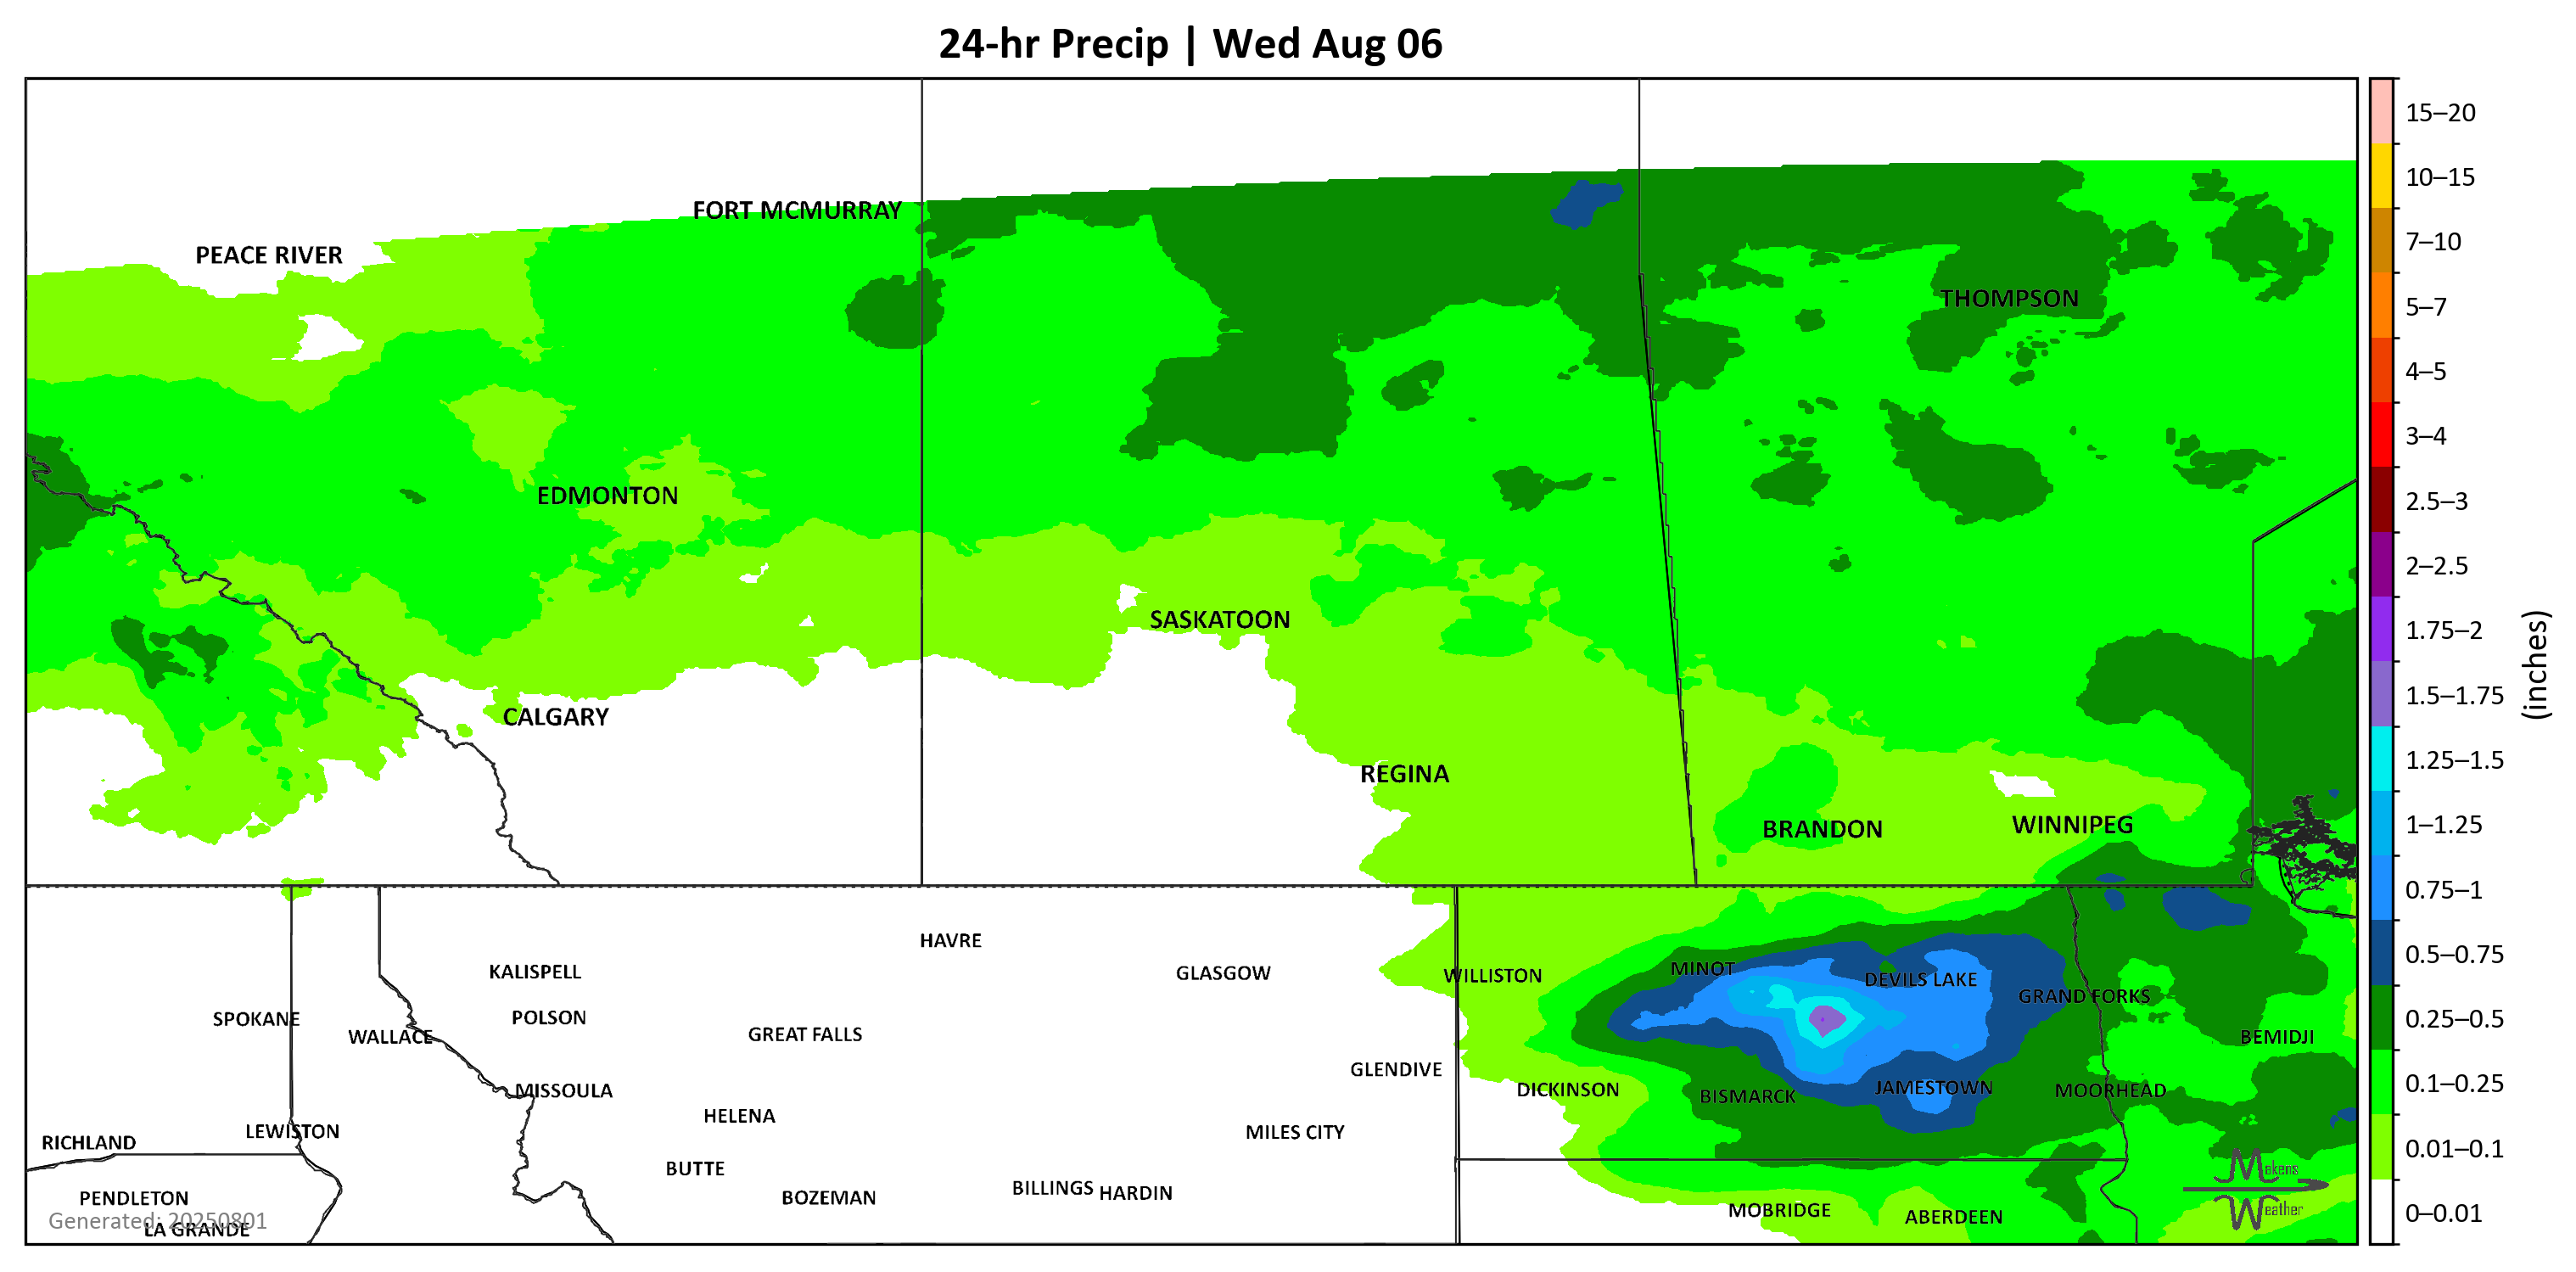 24-hr Precip | Wed Aug 06
FORT MCMURRAY
PEACE RIVER
THOMPSON
EDMONTON
SASKATOON
CALGARY
REGINA
BRANDON
WINNIPEG
HAVRE
KALISPELL
GLASGOW
WILLISTON
MINOT
DEVILS LAKE
GRAND FORKS
SPOKANE
WALLACE
POLSON
GREAT FALLS
BEMIDJI
GLENDIVE
MISSOULA
DICKINSON
BISMARCK
JAMESTOWN
MOORHEAD
HELENA
RICHLAND
LEWISTON
MILES CITY
BUTTE
PENDLETON
BOZEMAN
BILLINGS
HARDIN
MOBRIDGE
ABERDEEN
Generated: 20250801
LA GRANDE
Makens
Weather
15–20
10–15
7–10
5–7
4–5
3–4
2.5–3
2–2.5
1.75–2
1.5–1.75
1.25–1.5
1–1.25
0.75–1
0.5–0.75
0.25–0.5
0.1–0.25
0.01–0.1
0–0.01
(inches)